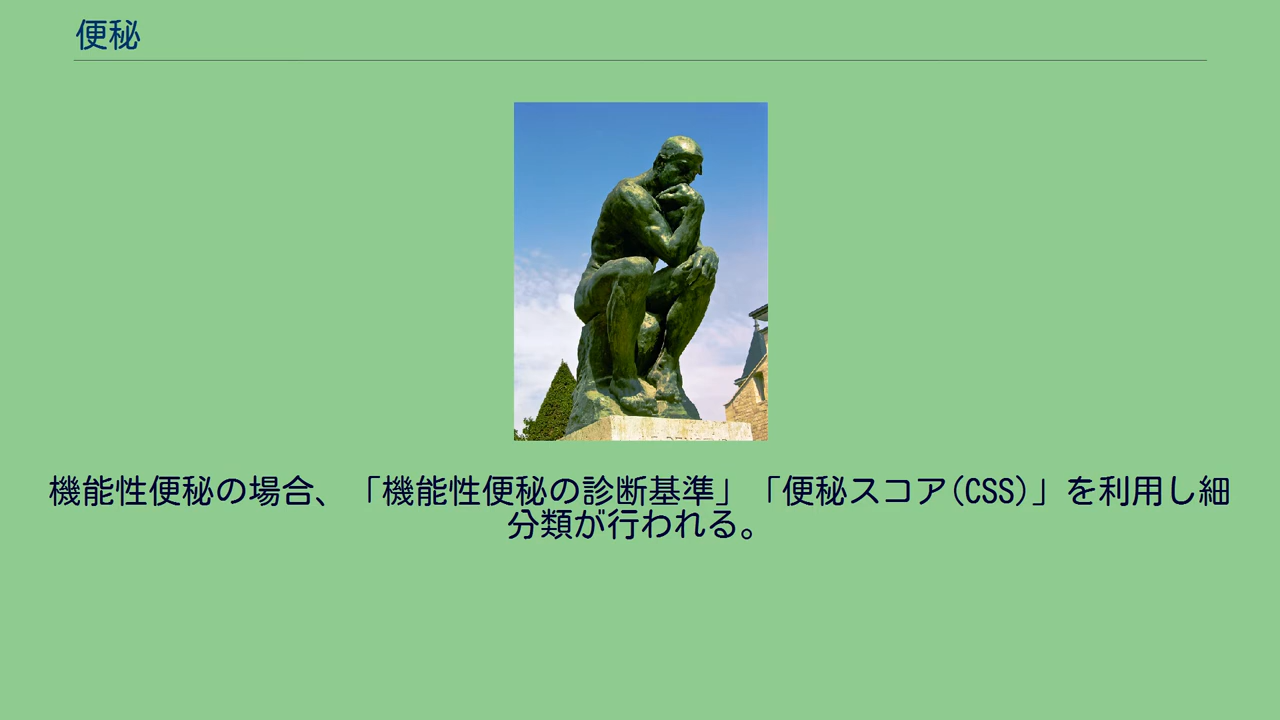 便秘
機能性便秘の場合、「機能性便秘の診断基準」「便秘スコア(CSS)」を利用し細
分類が行われる。